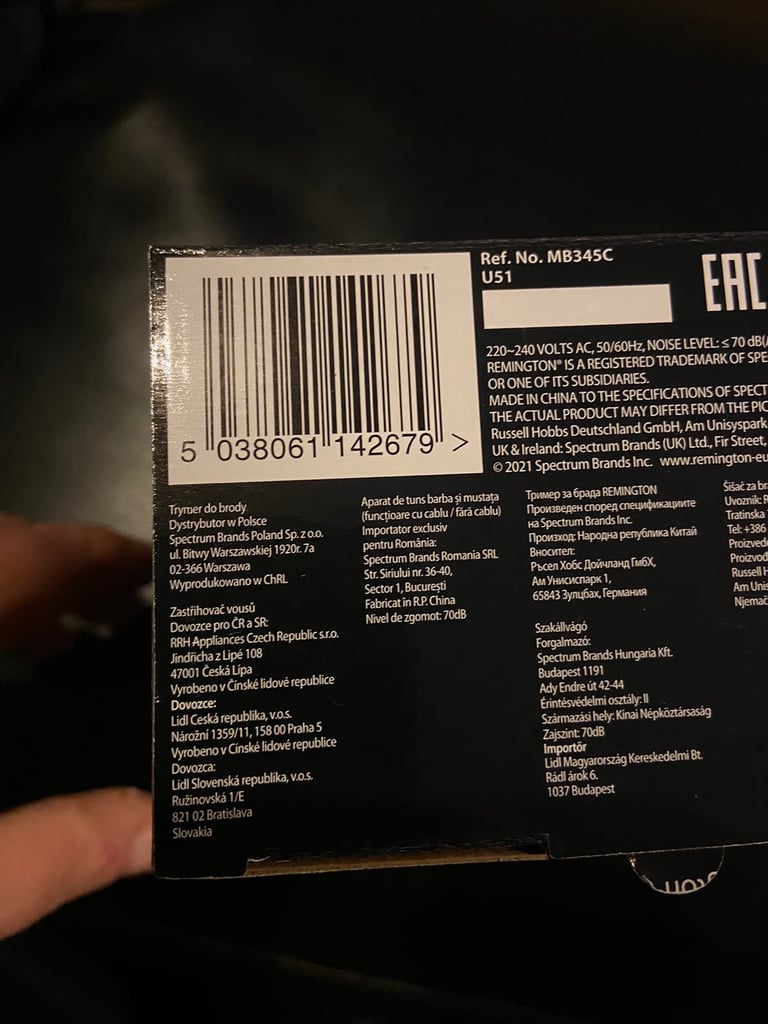 5 038061 142679 >
Ref. No. MB345C
U51
EAC
220~240 VOLTS AC, 50/60Hz, NOISE LEVEL: ≤ 70 dB(
REMINGTON® IS A REGISTERED TRADEMARK OF SPE
OR ONE OF ITS SUBSIDIARIES.
MADE IN CHINA TO THE SPECIFICATIONS OF SPECT
THE ACTUAL PRODUCT MAY DIFFER FROM THE PIC
Russell Hobbs Deutschland GmbH, Am Unisyspark
UK & Ireland: Spectrum Brands (UK) Ltd., Fir Street,
© 2021 Spectrum Brands Inc. www.remington-eu
Trymer do brody
Dystrybutor w Polsce
Spectrum Brands Poland Sp. z o.o.
ul. Bitwy Warszawskiej 1920r. 7a
02-366 Warszawa
Wyprodukowano w ChRL
Zastřihovač vousů
Dovozce pro ČR a SR:
RRH Appliances Czech Republic s.r.o.
Jindřicha z Lipé 108
47001 Česká Lípa
Vyrobeno v Čínské lidové republice
Dovozce:
Lidl Ceská republika, v.o.s.
Nárožní 1359/11, 158 00 Praha 5
Vyrobeno v Cínské lidové republice
Dovozca:
Lidl Slovenská republika, v.o.s.
Ružinovská 1/E
821 02 Bratislava
Slovakia
Aparat de tuns barba și mustața
(funcțioare cu cablu / fără cablu)
Importator exclusiv
pentru România:
Spectrum Brands Romania SRL
Str. Siriului nr. 36-40,
Sector 1, București
Fabricat în R.P. China
Nivel de zgomot: 70dB
Тример за брада REMINGTON
Произведен според спецификациите
на Spectrum Brands Inc.
Произход: Народна република Китай
Вносител:
Ръсел Хобс Дойчланд ГмбХ,
Ам Унисиспарк 1,
65843 Зулцбах, Германия
Szakállvágó
Forgalmazó:
Spectrum Brands Hungaria Kft.
Budapest 1191
Ady Endre út 42-44
Érintésvédelmi osztály: II
Származási hely: Kínai Népköztársaság
Zajszint: 70dB
Importőr
Lidl Magyarország Kereskedelmi Bt.
Rádl árok 6.
1037 Budapest
Šišač za br
Uvoznik: R
Tratinska
Tel: +386
Proizvede
Proizvod
Russell H
Am Unis
Njemač